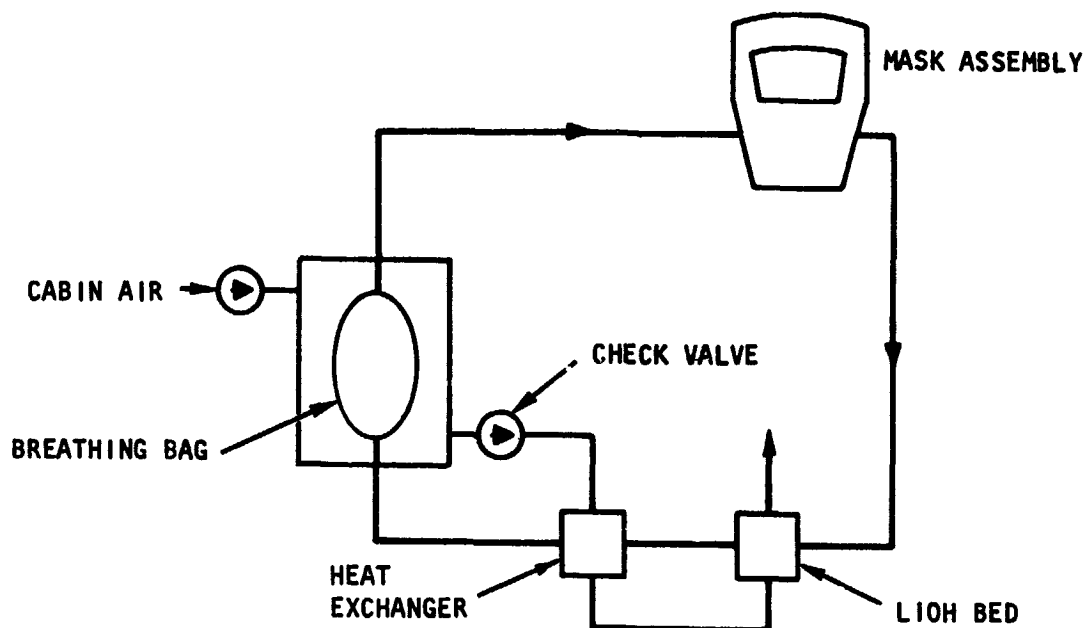 MASK ASSEMBLY
CABIN AIR
CHECK VALVE
BREATHING BAG
HEAT
EXCHANGER
LIOH BED